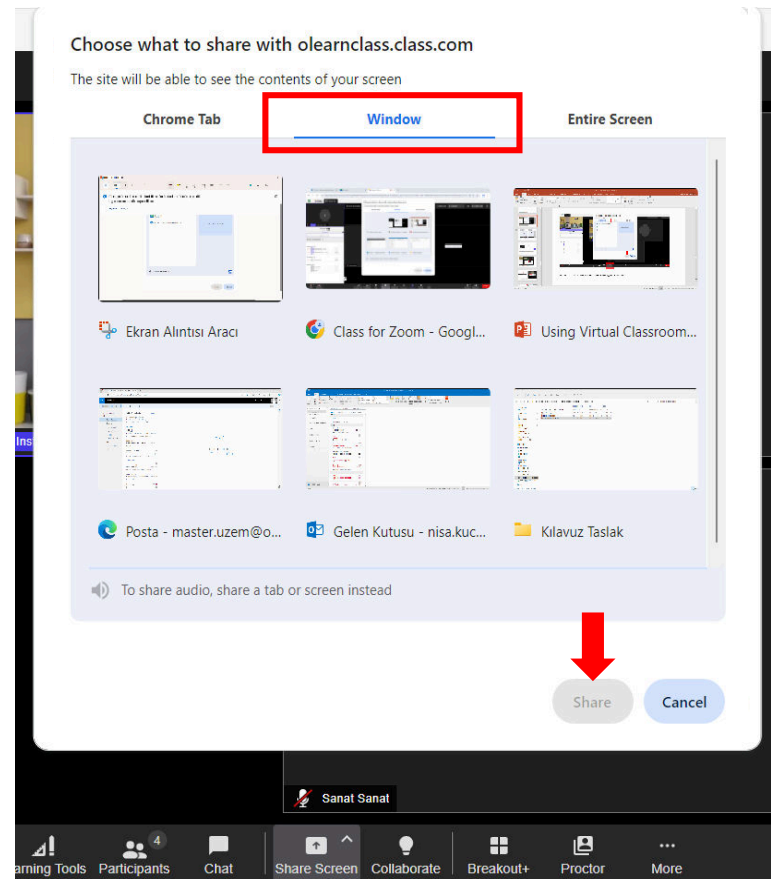 Choose what to share with olearnclass.class.com
The site will be able to see the contents of your screen
Chrome Tab
Window
Entire Screen
Ekran Alıntısı Aracı
Class for Zoom - Googl...
Using Virtual Classroom...
Posta - master.uzem@o...
Gelen Kutusu - nisa.kuc...
Kılavuz Taslak
To share audio, share a tab or screen instead
Share
Cancel
Ins
Sanat Sanat
arning Tools
Participants
4
Chat
Share Screen
Collaborate
Breakout+
Proctor
More